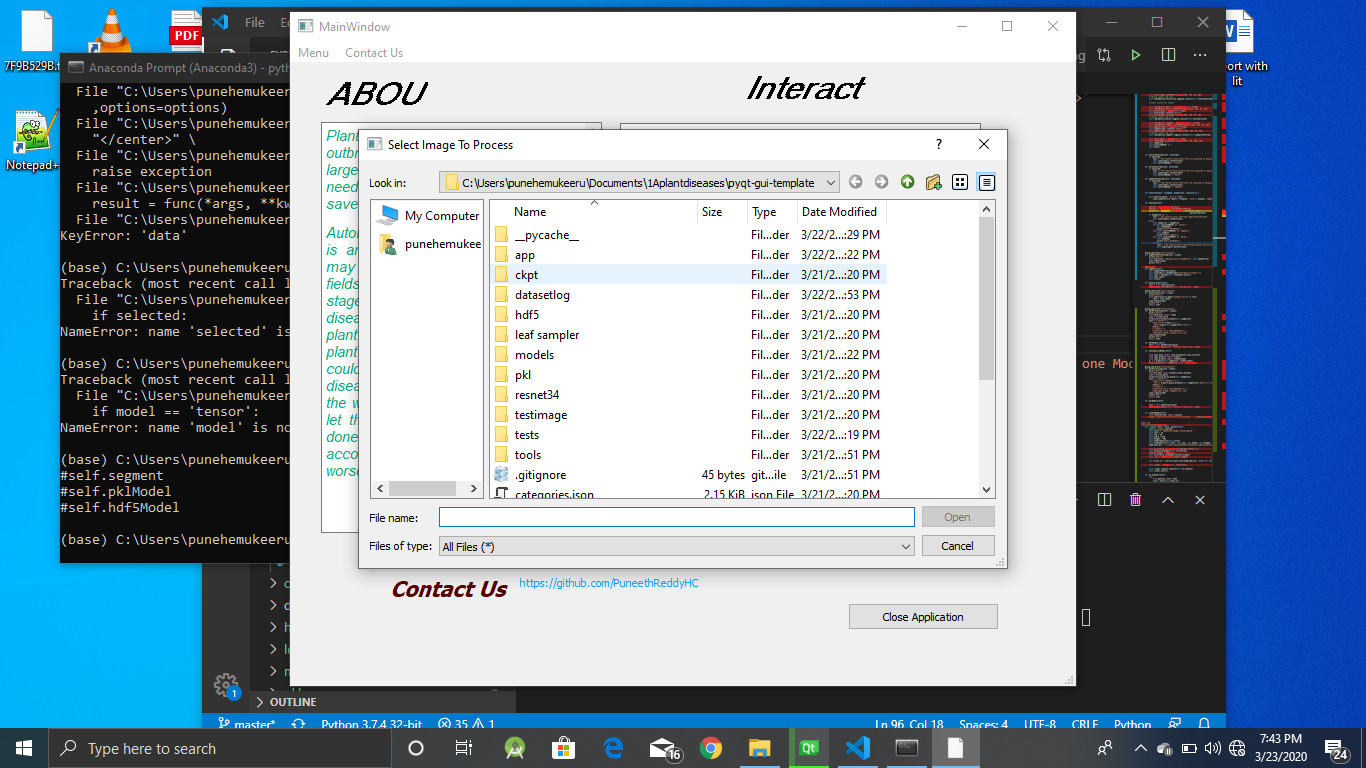 7F9B529B.t
PDF
Notepad+
ort with
lit
File
Anaconda Prompt (Anaconda3) - pyth
File "C:\Users\punehemukeer
,options=options)
File "C:\Users\punehemukeer
"</center>" \
File "C:\Users\punehemukeer
raise exception
File "C:\Users\punehemukeer
result = func(*args, **kw
File "C:\Users\punehemukeer
KeyError: 'data'
(base) C:\Users\punehemukeeru
Traceback (most recent call l
File "C:\Users\punehemukeer
if selected:
NameError: name 'selected' is
(base) C:\Users\punehemukeeru
Traceback (most recent call l
File "C:\Users\punehemukeer
if model == 'tensor':
NameError: name 'model' is no
(base) C:\Users\punehemukeeru
#self.segment
#self.pklModel
#self.hdf5Model
(base) C:\Users\punehemukeeru
MainWindow
Menu Contact Us
ABOU
Interact
Plant
outbr
large
need
save
Autor
is an
may
fields
stage
disea
plant
plant
could
disea
the w
let th
done
acco
worse
Select Image To Process
?
Look in: C:\Users\punehemukeeru\Documents\1Aplantdiseases\pyqt-gui-template
My Computer
punehemukee
Name Size Type Date Modified
__pycache__ Fil...der 3/22/2...:29 PM
app Fil...der 3/22/2...:22 PM
ckpt Fil...der 3/21/2...:20 PM
datasetlog Fil...der 3/22/2...:53 PM
hdf5 Fil...der 3/21/2...:20 PM
leaf sampler Fil...der 3/21/2...:20 PM
models Fil...der 3/21/2...:22 PM
pkl Fil...der 3/21/2...:20 PM
resnet34 Fil...der 3/21/2...:20 PM
testimage Fil...der 3/21/2...:20 PM
tests Fil...der 3/22/2...:19 PM
tools Fil...der 3/21/2...:51 PM
.gitignore 45 bytes git...ile 3/21/2...:51 PM
categories.json 2.15 KiB json File 3/21/2...:20 PM
File name:
Open
Files of type: All Files (*)
Cancel
one Mod
Contact Us https://github.com/PuneethReddyHC
Close Application
OUTLINE
1
master* Python 3.7.4 32-bit 35 1 Ln 96, Col 18 Spaces: 4 UTF-8 CRLF Python
Type here to search
16
Qt
7:43 PM
3/23/2020
24